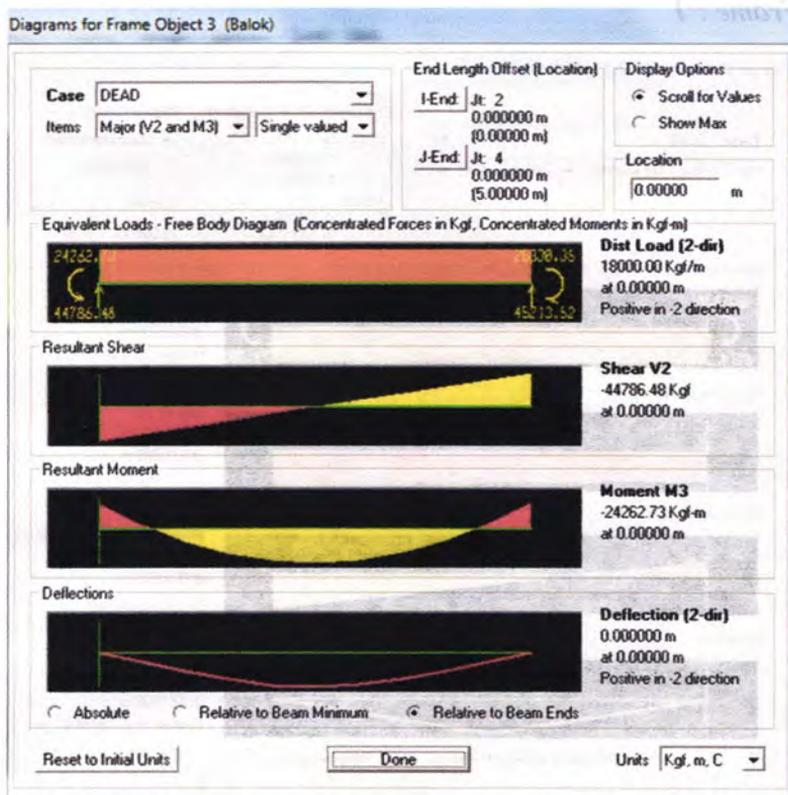 Diagrams for Frame Object 3 (Balok)
Case DEAD
Items Major (V2 and M3) Single valued
End Length Offset (Location)
I-End: Jt: 2
0.000000 m
(0.00000 m)
J-End: Jt: 4
0.000000 m
(5.00000 m)
Display Options
Scroll for Values
Show Max
Location
0.00000 m
Equivalent Loads - Free Body Diagram (Concentrated Forces in Kgf, Concentrated Moments in Kgf-m)
44786.48
45213.52
Dist Load (2-dir)
18000.00 Kgf/m
at 0.00000 m
Positive in -2 direction
Resultant Shear
Shear V2
-44786.48 Kgf
at 0.00000 m
Resultant Moment
Moment M3
-24262.73 Kgf-m
at 0.00000 m
Deflections
Deflection (2-dir)
0.000000 m
at 0.00000 m
Positive in -2 direction
Absolute Relative to Beam Minimum Relative to Beam Ends
Reset to Initial Units Done Units Kgf, m, C